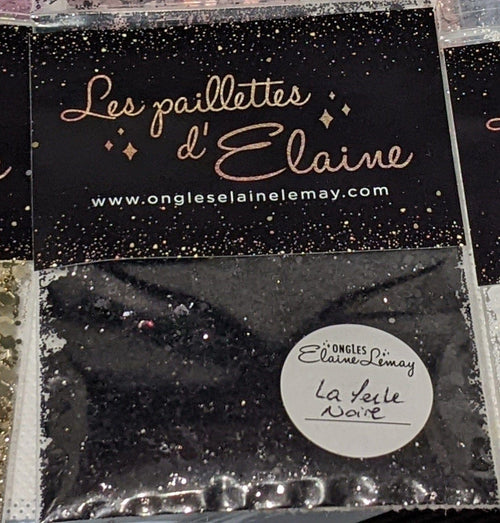 Les paillettes
d'Elaine
www.ongleselainelemay.com
ONGLES
Elaine Lemay
La Perle
Noire